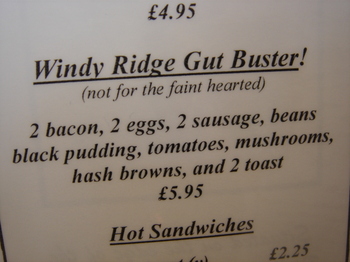 £4.95
Windy Ridge Gut Buster!
(not for the faint hearted)
2 bacon, 2 eggs, 2 sausage, beans
black pudding, tomatoes, mushrooms,
hash browns, and 2 toast
£5.95
Hot Sandwiches
£2.25